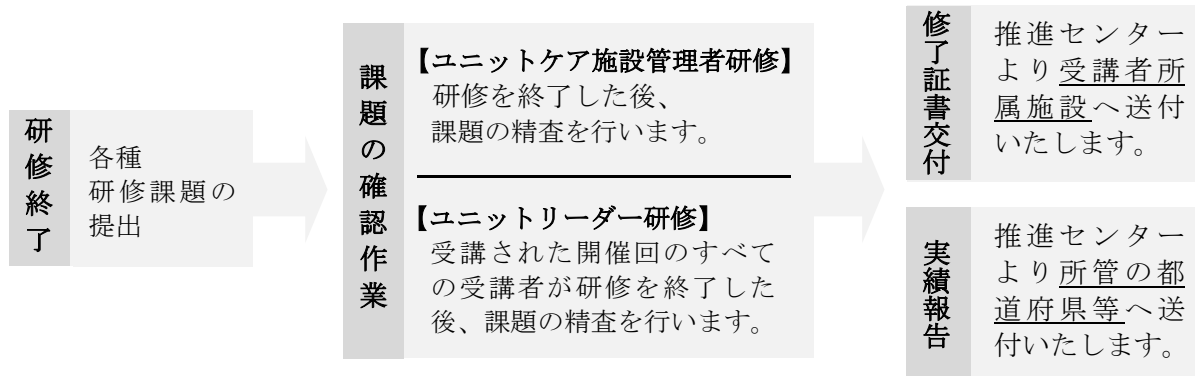 研修終了
各種
研修課題の
提出
課題の確認作業
【ユニットケア施設管理者研修】
研修を終了した後、
課題の精査を行います。
【ユニットリーダー研修】
受講された開催回のすべて
の受講者が研修を終了した
後、課題の精査を行います。
修了証書交付
推進センター
より受講者所
属施設へ送付
いたします。
実績報告
推進センター
より所管の都
道府県等へ送
付いたします。